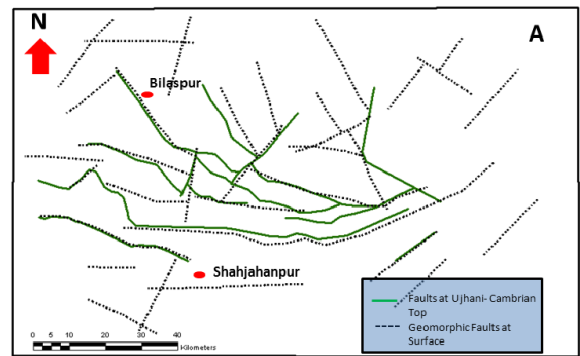 N
A
Bilaspur
Shahjahanpur
Faults at Ujhani- Cambrian
Top
Geomorphic Faults at
Surface
0 5 10 20 30 40
Kilometers